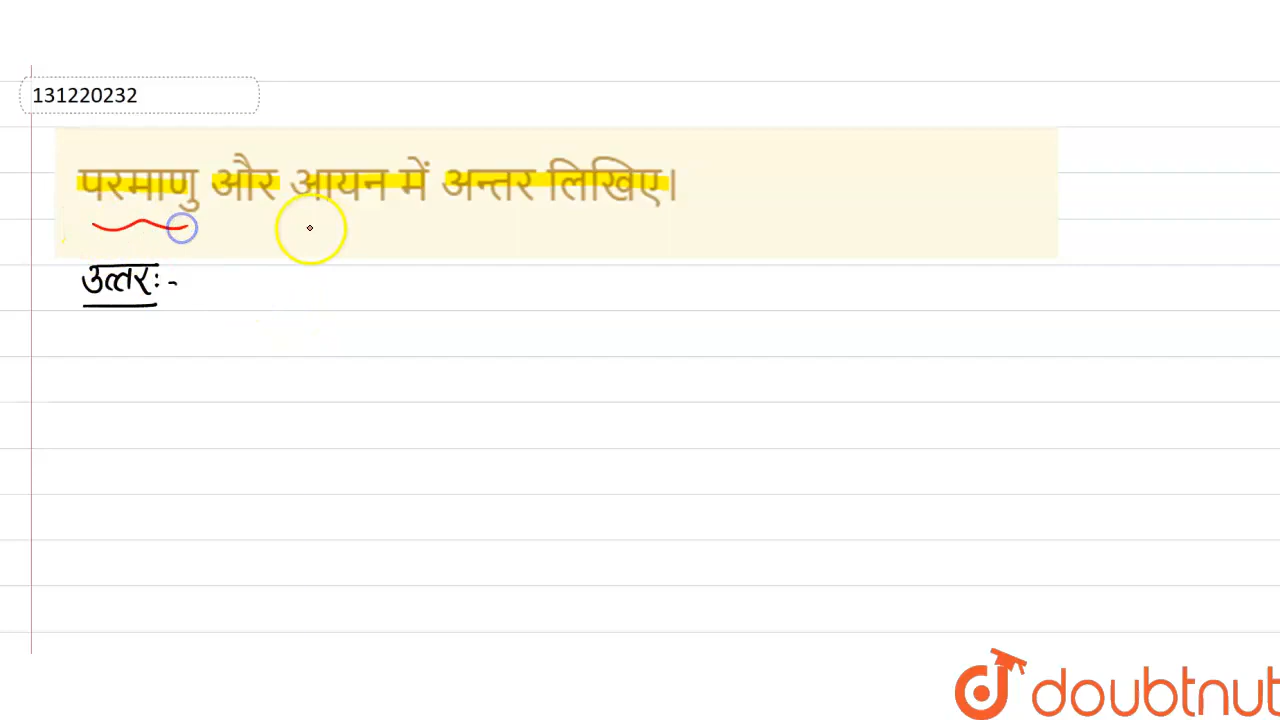 131220232
परमाणु और आयन में अन्तर लिखिए।
उत्तरः-
doubtnut